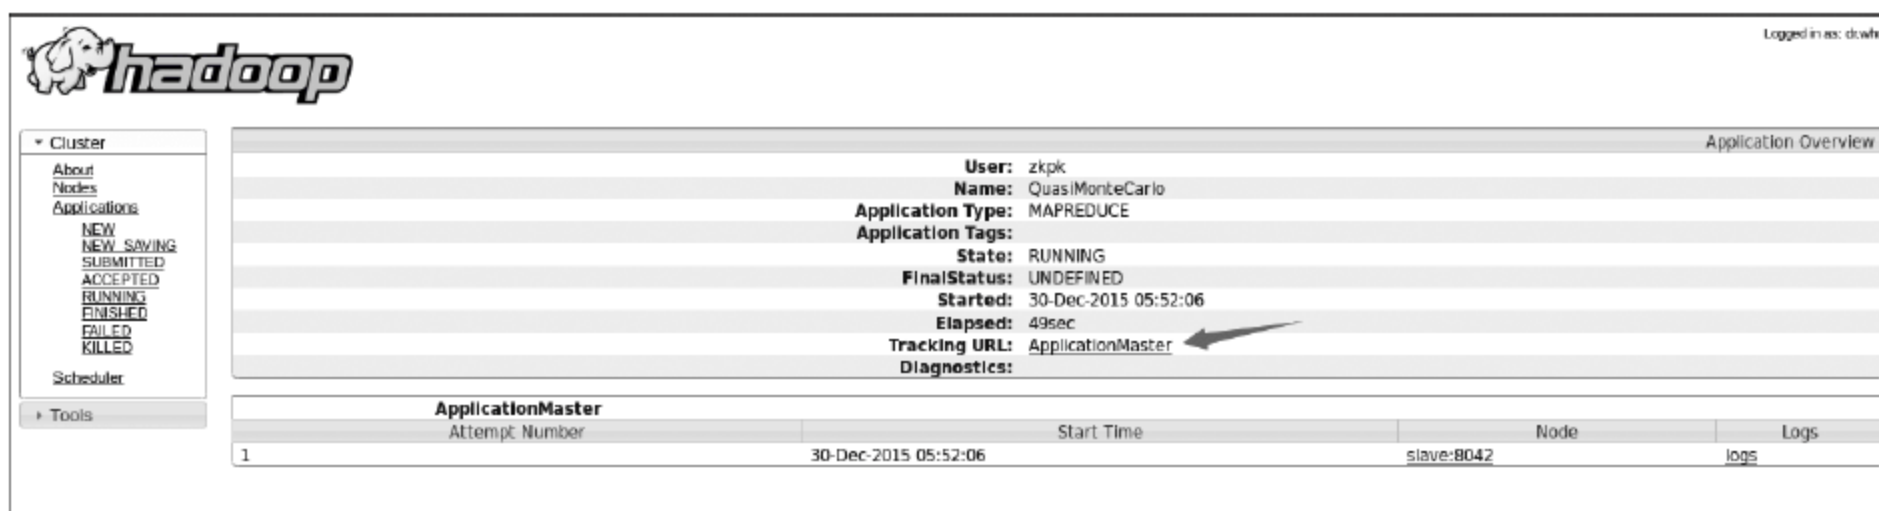 Logged in as: dr.wh
hadoop
Cluster
About
Nodes
Applications
NEW
NEW_SAVING
SUBMITTED
ACCEPTED
RUNNING
FINISHED
FAILED
KILLED
Scheduler
Tools
Application Overview
User: zkpk
Name: QuasiMonteCarlo
Application Type: MAPREDUCE
Application Tags:
State: RUNNING
FinalStatus: UNDEFINED
Started: 30-Dec-2015 05:52:06
Elapsed: 49sec
Tracking URL: ApplicationMaster
Diagnostics:
ApplicationMaster
Attempt Number Start Time Node Logs
1 30-Dec-2015 05:52:06 slave:8042 logs